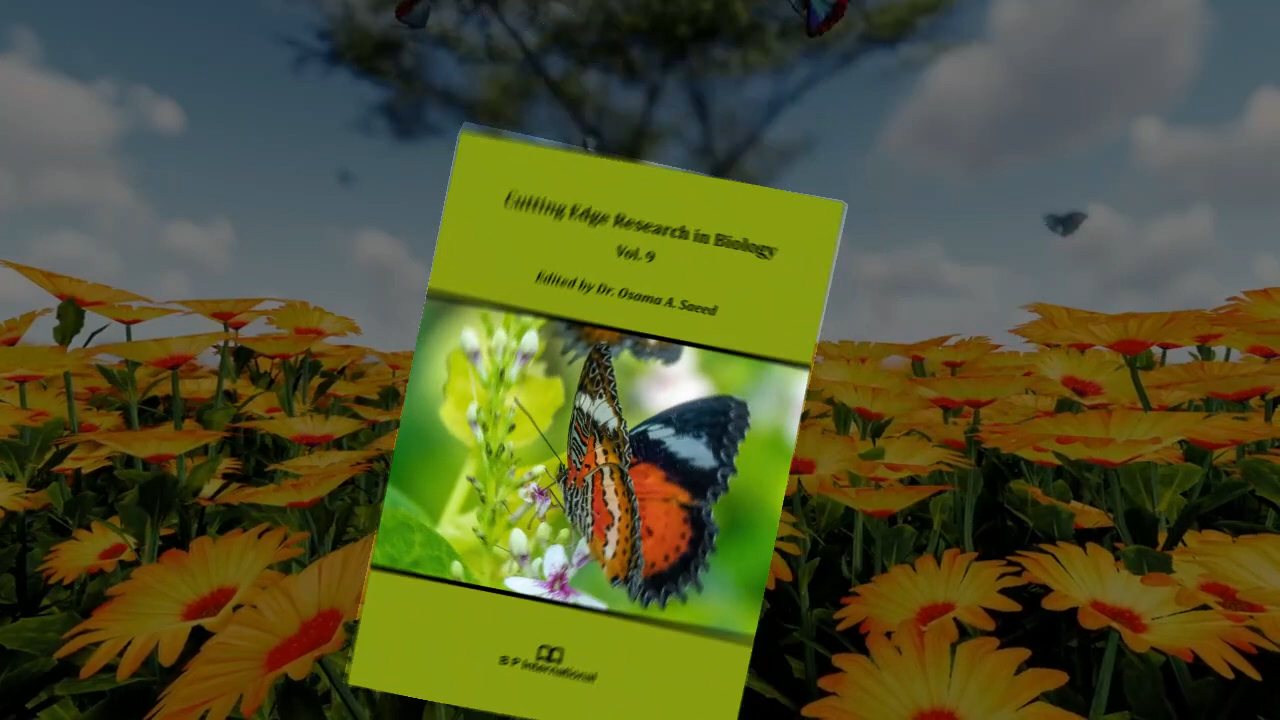 Cutting Edge Research in Biology
Vol. 9
Edited by Dr. Osama A. Saeed
B P International